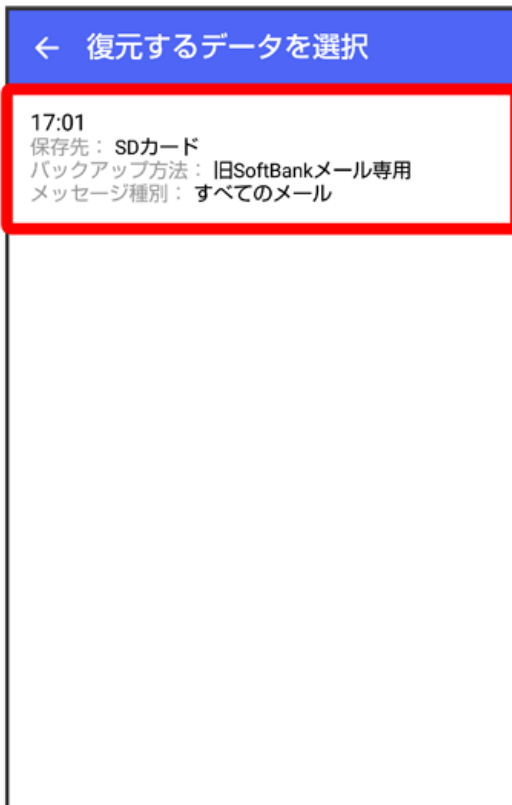 ← 復元するデータを選択
17:01
保存先： SDカード
バックアップ方法： 旧SoftBankメール専用
メッセージ種別： すべてのメール